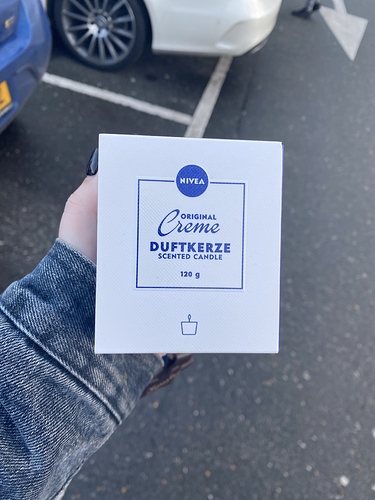 NIVEA
ORIGINAL
Creme
DUFTKERZE
SCENTED CANDLE
120 g